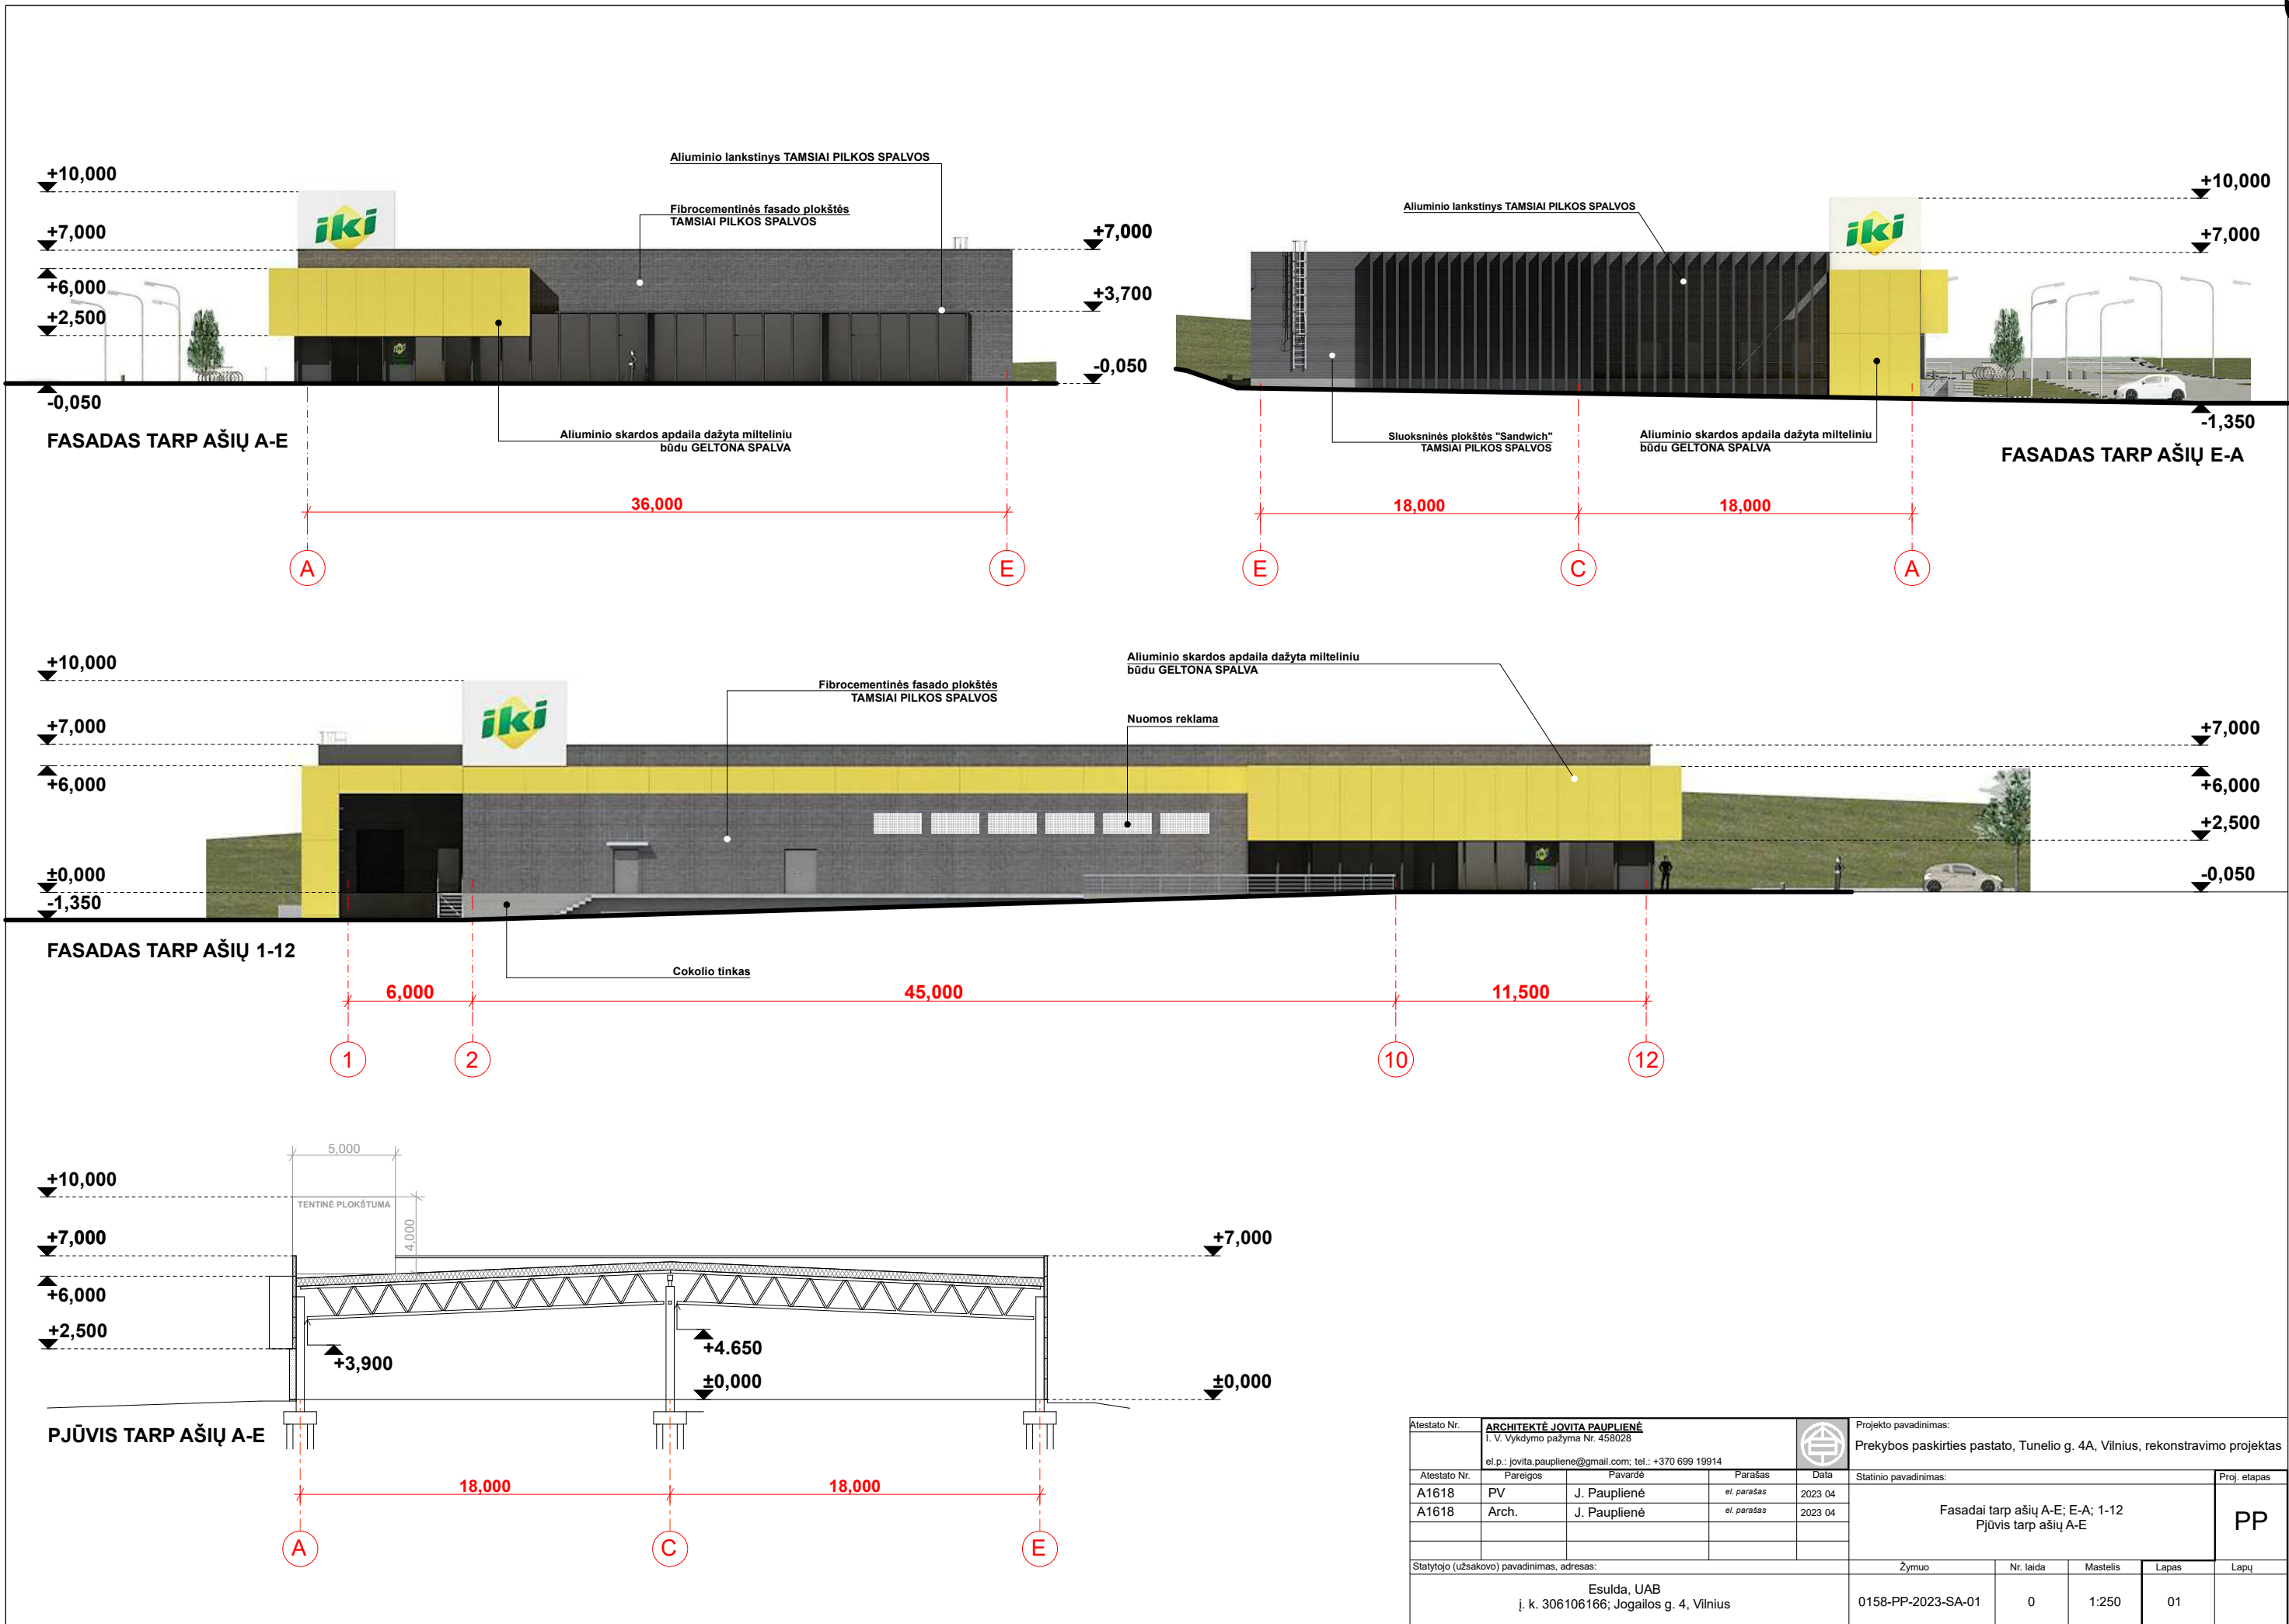 Aliuminio lankstinys TAMSIAI PILKOS SPALVOS
Fibrocementinės fasado plokštės
TAMSIAI PILKOS SPALVOS
+10,000
+7,000
+6,000
+2,500
-0,050
iki
+7,000
+3,700
-0,050
Aliuminio skardos apdaila dažyta milteliniu
būdu GELTONA SPALVA
FASADAS TARP AŠIŲ A-E
36,000
A
E
Aliuminio lankstinys TAMSIAI PILKOS SPALVOS
iki
+10,000
+7,000
-1,350
Sluoksninės plokštės "Sandwich"
TAMSIAI PILKOS SPALVOS
Aliuminio skardos apdaila dažyta milteliniu
būdu GELTONA SPALVA
FASADAS TARP AŠIŲ E-A
18,000
18,000
E
C
A
+10,000
+7,000
+6,000
±0,000
-1,350
iki
Fibrocementinės fasado plokštės
TAMSIAI PILKOS SPALVOS
Aliuminio skardos apdaila dažyta milteliniu
būdu GELTONA SPALVA
Nuomos reklama
+7,000
+6,000
+2,500
-0,050
FASADAS TARP AŠIŲ 1-12
Cokolio tinkas
6,000
45,000
11,500
1
2
10
12
5,000
TENTINĖ PLOKŠTUMA
4,000
+10,000
+7,000
+6,000
+2,500
+3,900
+4.650
±0,000
+7,000
±0,000
PJŪVIS TARP AŠIŲ A-E
18,000
18,000
A
C
E
Atestato Nr.
ARCHITEKTĖ JOVITA PAUPLIENĖ
I. V. Vykdymo pažyma Nr. 458028
el.p.: jovita.paupliene@gmail.com; tel.: +370 699 19914
Projekto pavadinimas:
Prekybos paskirties pastato, Tunelio g. 4A, Vilnius, rekonstravimo projektas
Atestato Nr. Pareigos Pavardė Parašas Data
A1618 PV J. Pauplienė el. parašas 2023 04
A1618 Arch. J. Pauplienė el. parašas 2023 04
Statinio pavadinimas:
Fasadai tarp ašių A-E; E-A; 1-12
Pjūvis tarp ašių A-E
Proj. etapas
PP
Statytojo (užsakovo) pavadinimas, adresas:
Esulda, UAB
į. k. 306106166; Jogailos g. 4, Vilnius
Žymuo Nr. laida Mastelis Lapas Lapų
0158-PP-2023-SA-01 0 1:250 01